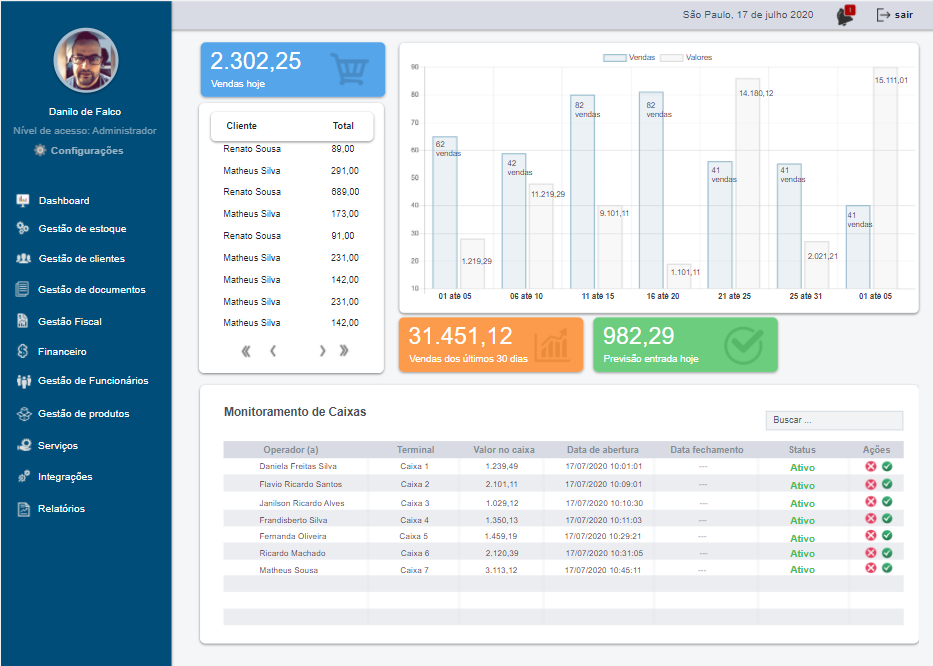 São Paulo, 17 de julho 2020
1
sair
Danilo de Falco
Nível de acesso: Administrador
Configurações
Dashboard
Gestão de estoque
Gestão de clientes
Gestão de documentos
Gestão Fiscal
Financeiro
Gestão de Funcionários
Gestão de produtos
Serviços
Integrações
Relatórios
2.302,25
Vendas hoje
Cliente Total
Renato Sousa 89,00
Matheus Silva 291,00
Renato Sousa 689,00
Matheus Silva 173,00
Renato Sousa 91,00
Matheus Silva 231,00
Matheus Silva 142,00
Matheus Silva 231,00
Matheus Silva 142,00
Vendas Valores
90
80
70
60
50
40
30
20
10
62 vendas
1.219,29
42 vendas
11.219,29
82 vendas
9.101,11
82 vendas
1.101,11
41 vendas
14.180,12
41 vendas
2.021,21
41 vendas
15.111,01
01 até 05 06 até 10 11 até 15 16 até 20 21 até 25 25 até 31 01 até 05
31.451,12
Vendas dos últimos 30 dias
982,29
Previsão entrada hoje
Monitoramento de Caixas
Buscar ...
Operador (a) Terminal Valor no caixa Data de abertura Data fechamento Status Ações
Daniela Freitas Silva Caixa 1 1.239,49 17/07/2020 10:01:01 --- Ativo
Flavio Ricardo Santos Caixa 2 2.101,11 17/07/2020 10:09:01 --- Ativo
Janilson Ricardo Alves Caixa 3 1.029,12 17/07/2020 10:10:30 --- Ativo
Frandisberto Silva Caixa 4 1.350,13 17/07/2020 10:11:03 --- Ativo
Fernanda Oliveira Caixa 5 1.459,19 17/07/2020 10:29:21 --- Ativo
Ricardo Machado Caixa 6 2.120,39 17/07/2020 10:31:05 --- Ativo
Matheus Sousa Caixa 7 3.113,12 17/07/2020 10:45:11 --- Ativo